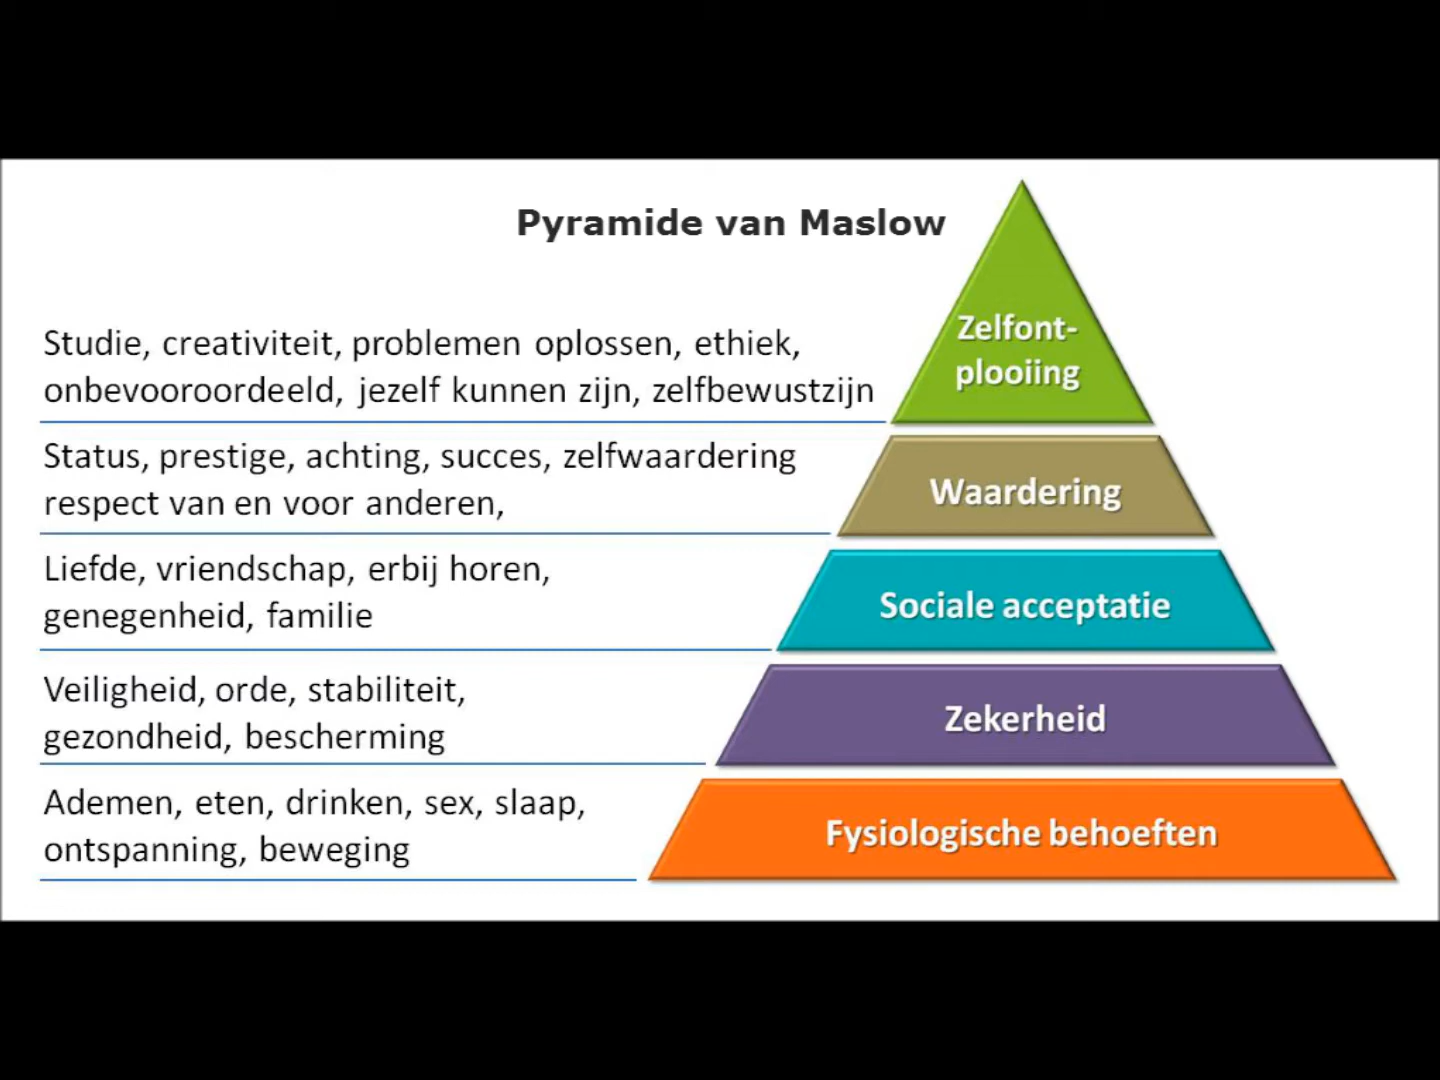 Pyramide van Maslow
Zelfont-
plooiing
Studie, creativiteit, problemen oplossen, ethiek,
onbevooroordeeld, jezelf kunnen zijn, zelfbewustzijn
Status, prestige, achting, succes, zelfwaardering
respect van en voor anderen,
Waardering
Liefde, vriendschap, erbij horen,
genegenheid, familie
Sociale acceptatie
Veiligheid, orde, stabiliteit,
gezondheid, bescherming
Zekerheid
Ademen, eten, drinken, sex, slaap,
ontspanning, beweging
Fysiologische behoeften